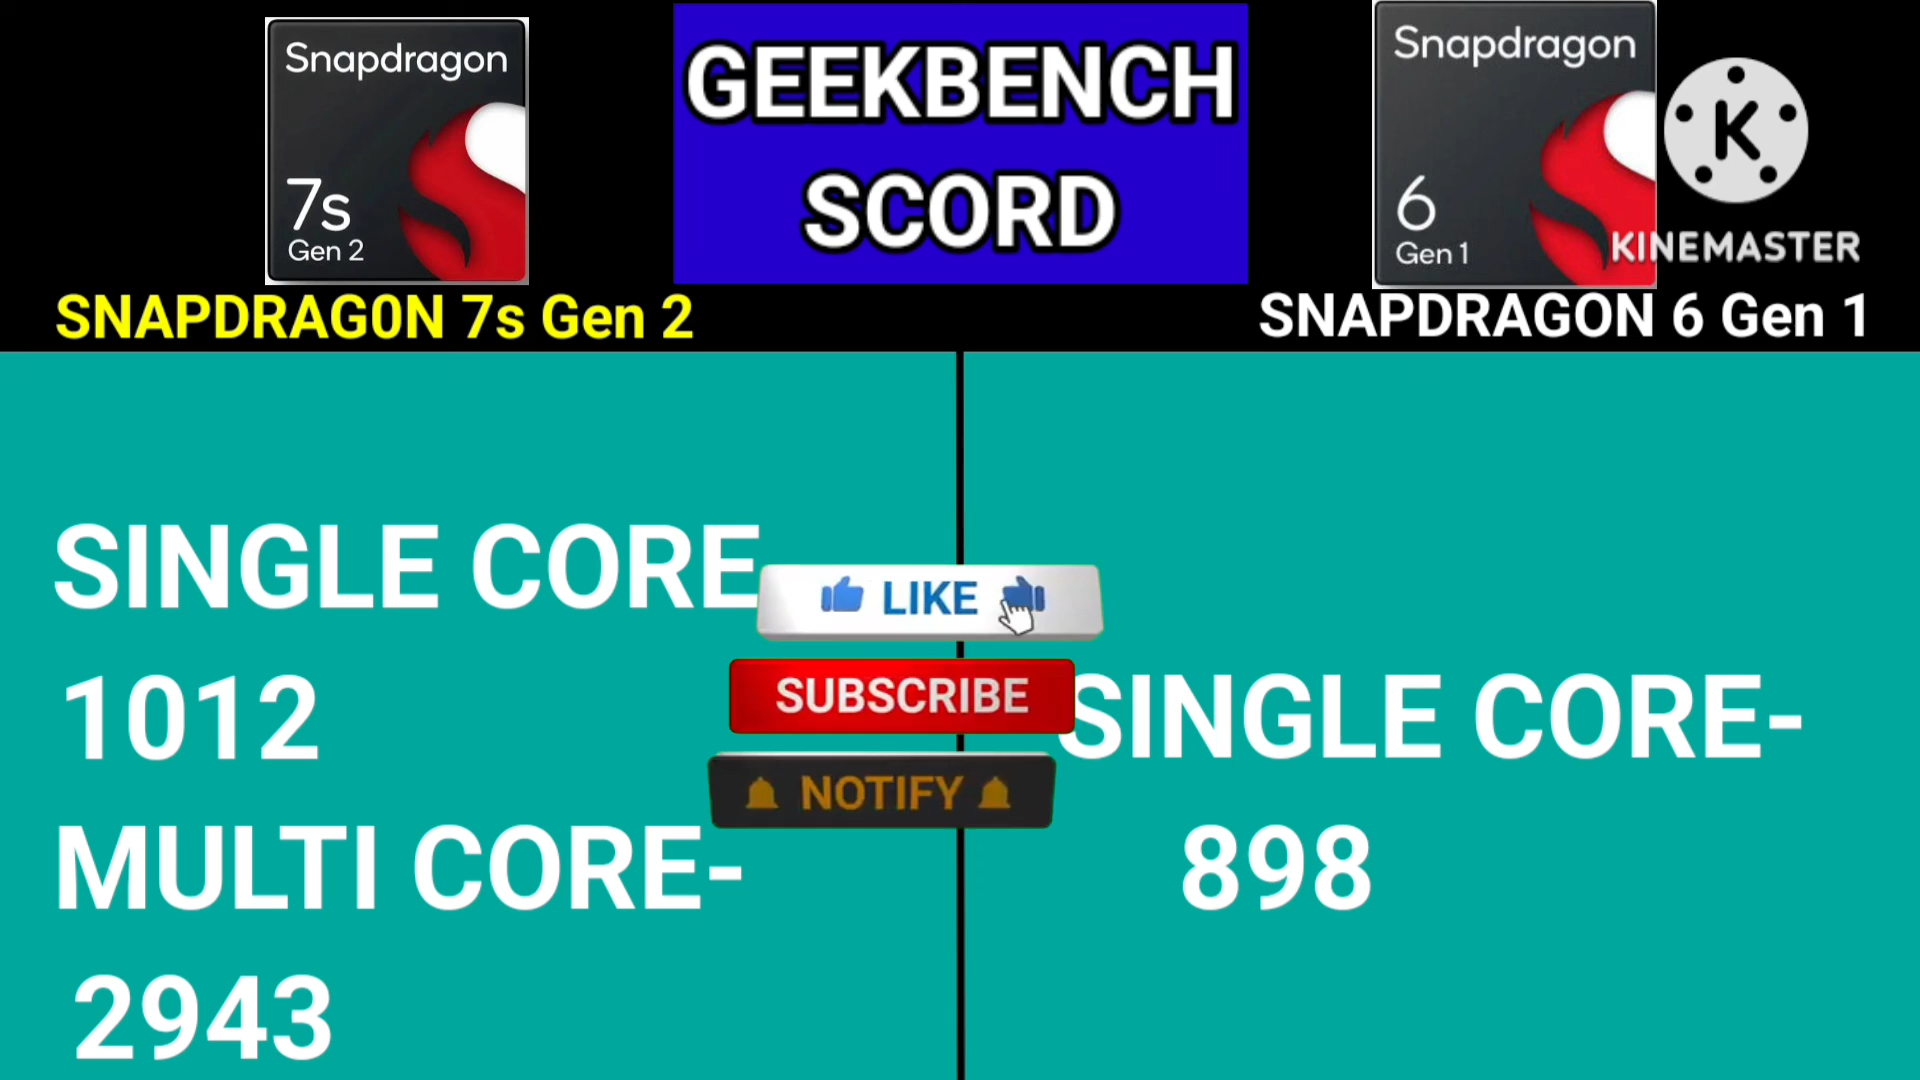 Snapdragon
7s
Gen 2
GEEKBENCH
SCORD
Snapdragon
6
Gen 1
K
KINEMASTER
SNAPDRAG0N 7s Gen 2
SNAPDRAGON 6 Gen 1
SINGLE CORE
1012
MULTI CORE-
2943
LIKE
SUBSCRIBE
NOTIFY
SINGLE CORE-
898